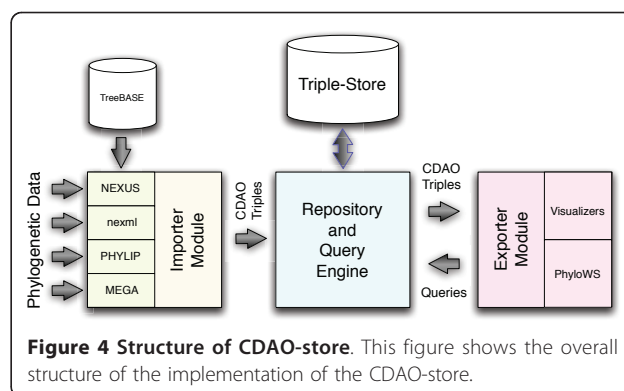 TreeBASE
Triple-Store
Phylogenetic Data
NEXUS
nexml
PHYLIP
MEGA
Importer
Module
CDAO
Triples
Repository
and
Query
Engine
CDAO
Triples
Queries
Exporter
Module
Visualizers
PhyloWS
Figure 4 Structure of CDAO-store. This figure shows the overall
structure of the implementation of the CDAO-store.